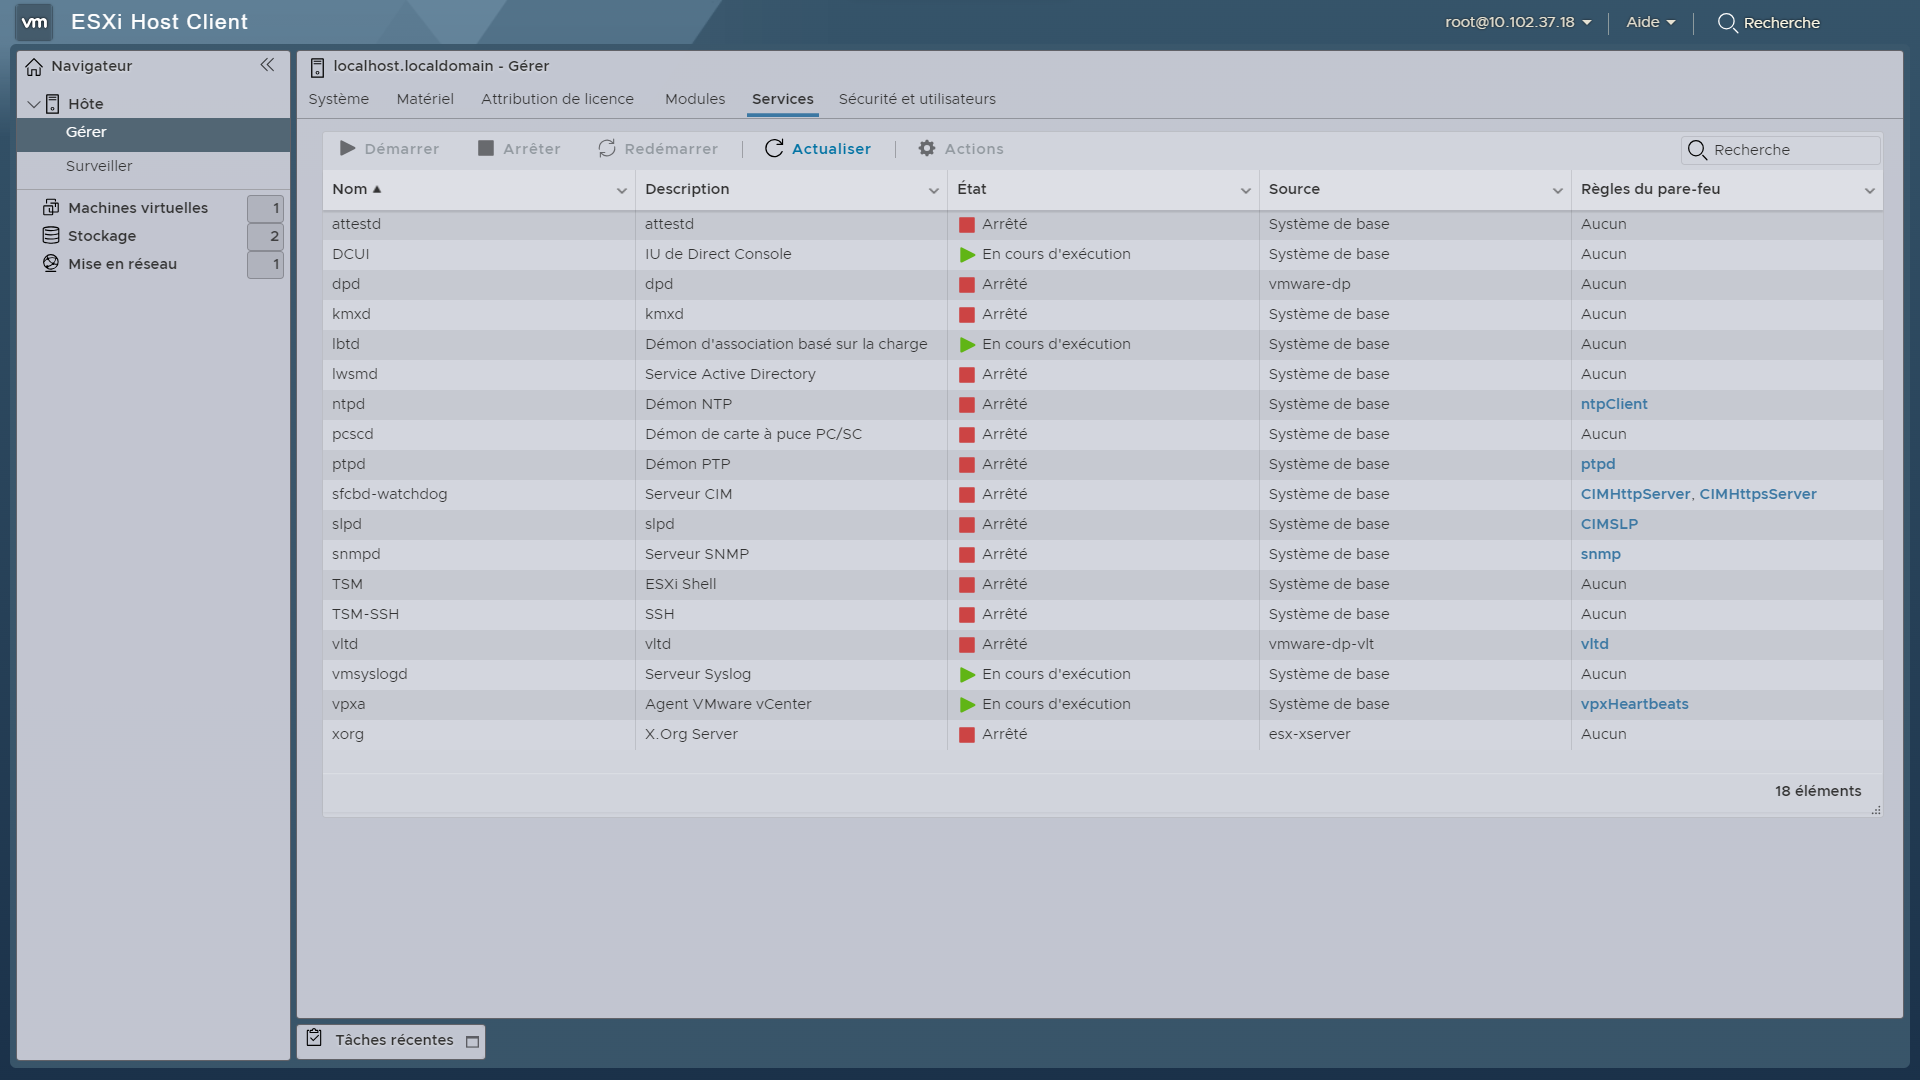 vm ESXi Host Client
root@10.102.37.18 Aide Recherche
Navigateur
Hôte
Gérer
Surveiller
Machines virtuelles 1
Stockage 2
Mise en réseau 1
localhost.localdomain - Gérer
Système Matériel Attribution de licence Modules Services Sécurité et utilisateurs
Démarrer Arrêter Redémarrer Actualiser Actions Recherche
Nom Description État Source Règles du pare-feu
attestd attestd Arrêté Système de base Aucun
DCUI IU de Direct Console En cours d'exécution Système de base Aucun
dpd dpd Arrêté vmware-dp Aucun
kmxd kmxd Arrêté Système de base Aucun
lbtd Démon d'association basé sur la charge En cours d'exécution Système de base Aucun
lwsmd Service Active Directory Arrêté Système de base Aucun
ntpd Démon NTP Arrêté Système de base ntpClient
pcscd Démon de carte à puce PC/SC Arrêté Système de base Aucun
ptpd Démon PTP Arrêté Système de base ptpd
sfcbd-watchdog Serveur CIM Arrêté Système de base CIMHttpServer, CIMHttpsServer
slpd slpd Arrêté Système de base CIMSLP
snmpd Serveur SNMP Arrêté Système de base snmp
TSM ESXi Shell Arrêté Système de base Aucun
TSM-SSH SSH Arrêté Système de base Aucun
vltd vltd Arrêté vmware-dp-vlt vltd
vmsyslogd Serveur Syslog En cours d'exécution Système de base Aucun
vpxa Agent VMware vCenter En cours d'exécution Système de base vpxHeartbeats
xorg X.Org Server Arrêté esx-xserver Aucun
18 éléments
Tâches récentes